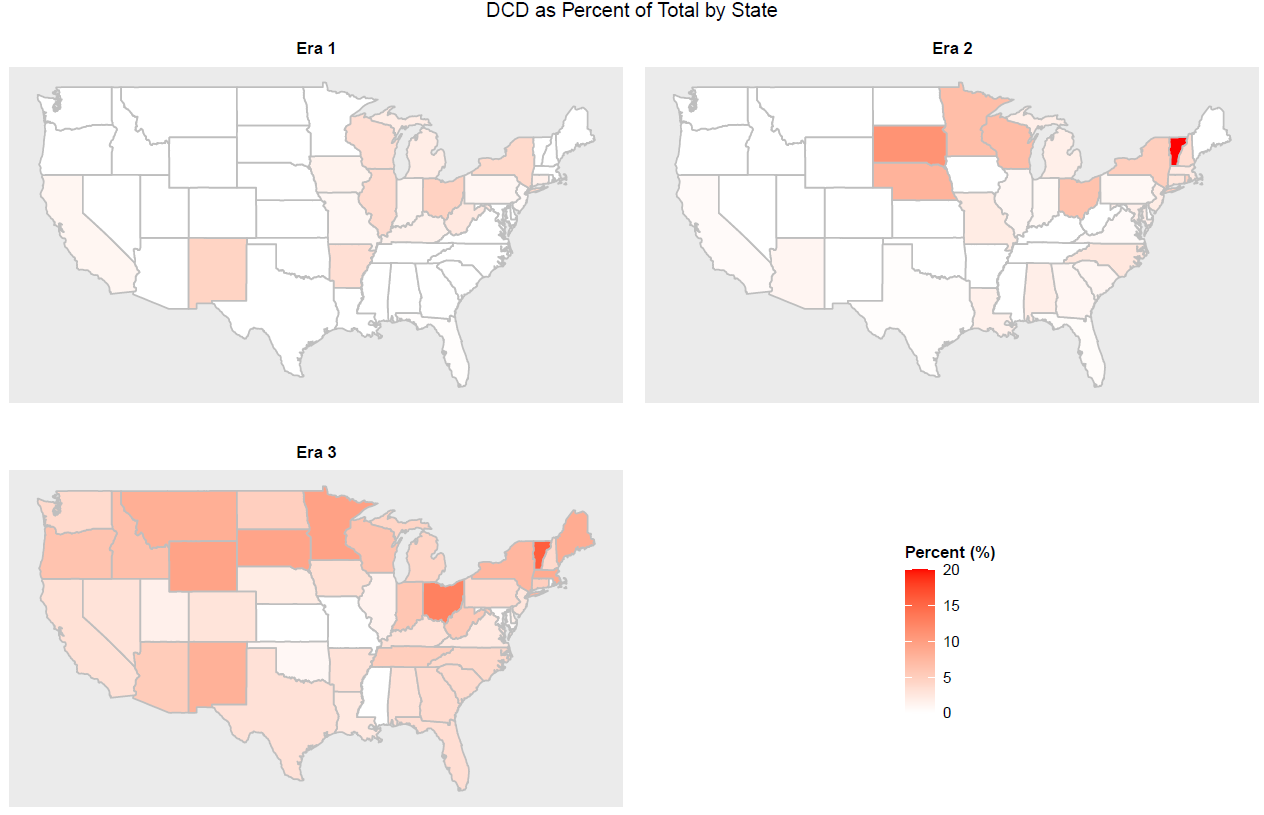 DCD as Percent of Total by State
Era 1
Era 2
Era 3
Percent (%)
20
15
10
5
0